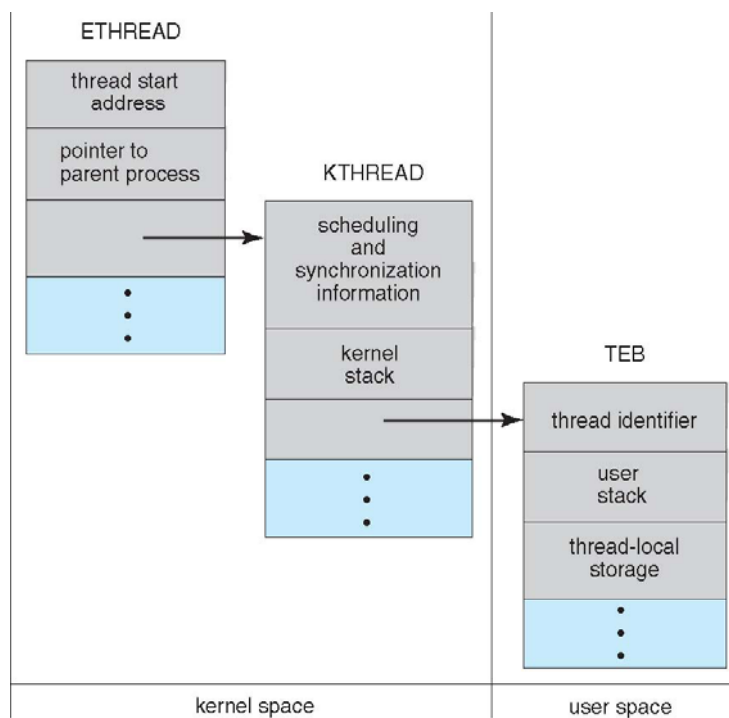 ETHREAD
thread start
address
pointer to
parent process
KTHREAD
scheduling
and
synchronization
information
kernel
stack
TEB
thread identifier
user
stack
thread-local
storage
kernel space
user space